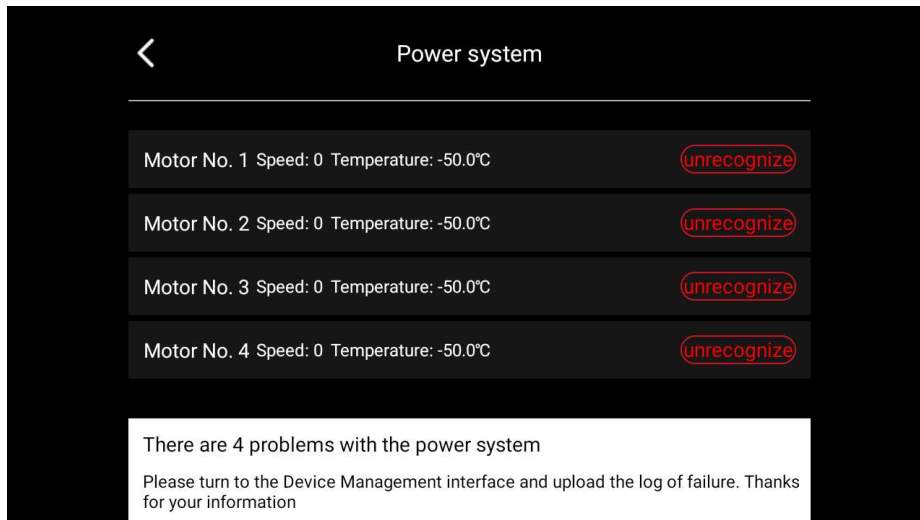 Power system
Motor No. 1 Speed: 0 Temperature: -50.0℃ unrecognize
Motor No. 2 Speed: 0 Temperature: -50.0℃ unrecognize
Motor No. 3 Speed: 0 Temperature: -50.0℃ unrecognize
Motor No. 4 Speed: 0 Temperature: -50.0℃ unrecognize
There are 4 problems with the power system
Please turn to the Device Management interface and upload the log of failure. Thanks
for your information